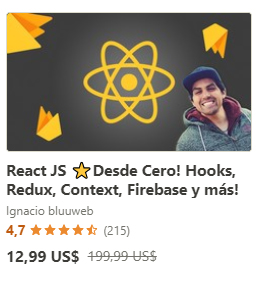 React JS ⭐Desde Cero! Hooks,
Redux, Context, Firebase y más!
Ignacio bluuweb
4,7 (215)
12,99 US$ 199,99 US$